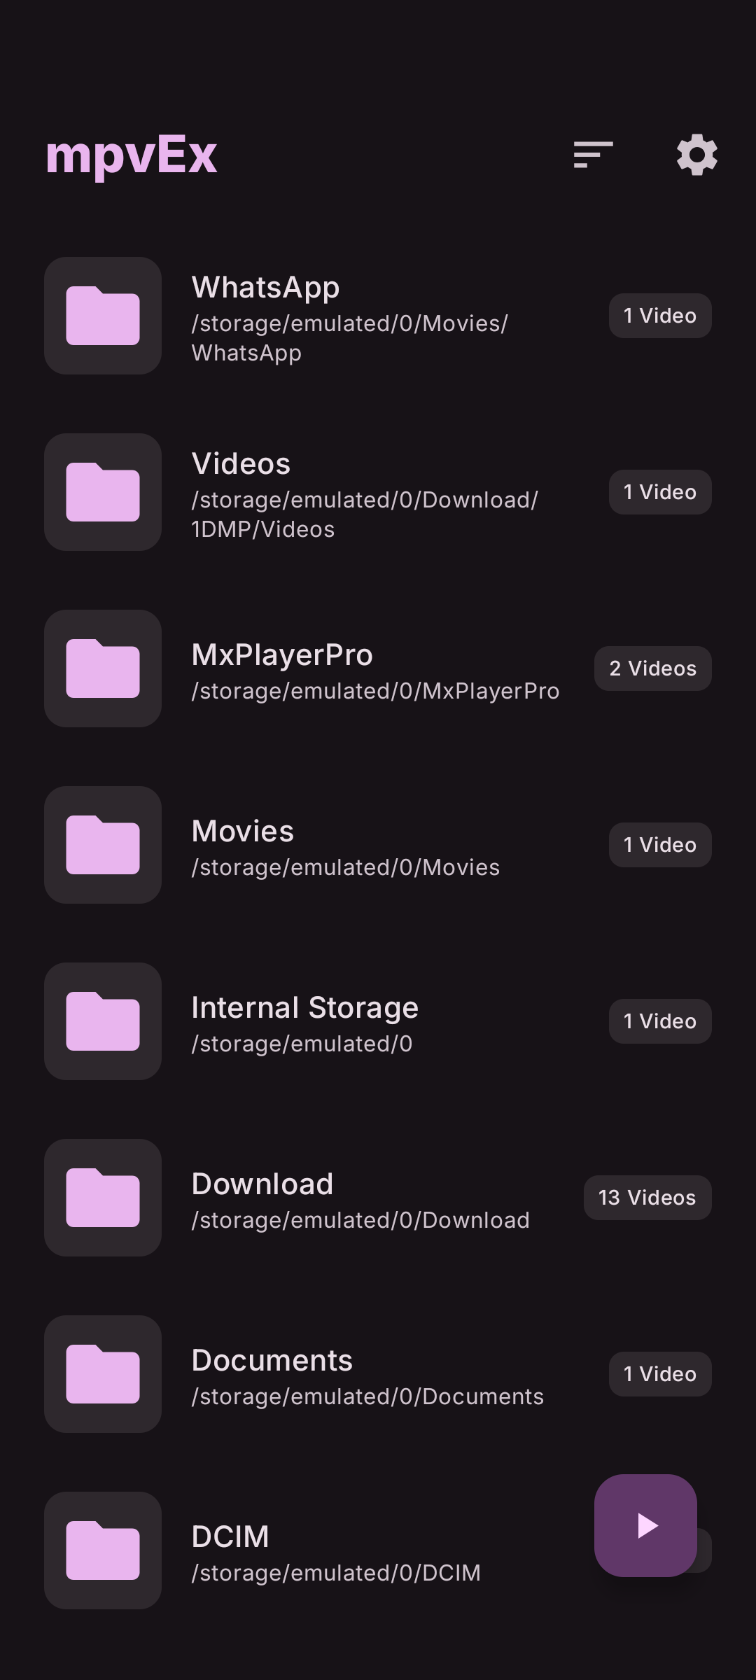 mpvEx
WhatsApp
/storage/emulated/0/Movies/
WhatsApp
1 Video
Videos
/storage/emulated/0/Download/
1DMP/Videos
1 Video
MxPlayerPro
/storage/emulated/0/MxPlayerPro
2 Videos
Movies
/storage/emulated/0/Movies
1 Video
Internal Storage
/storage/emulated/0
1 Video
Download
/storage/emulated/0/Download
13 Videos
Documents
/storage/emulated/0/Documents
1 Video
DCIM
/storage/emulated/0/DCIM